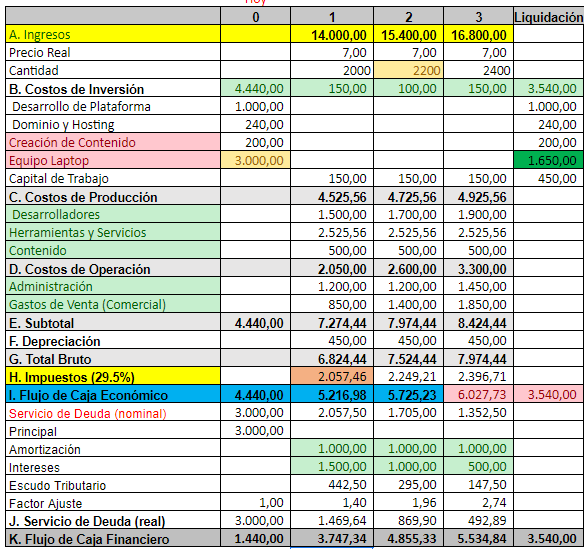 Hoy
0 1 2 3 Liquidación
A. Ingresos 14.000,00 15.400,00 16.800,00
Precio Real 7,00 7,00 7,00
Cantidad 2000 2200 2400
B. Costos de Inversión 4.440,00 150,00 100,00 150,00 3.540,00
Desarrollo de Plataforma 1.000,00 1.000,00
Dominio y Hosting 240,00 240,00
Creación de Contenido 200,00 200,00
Equipo Laptop 3.000,00 1.650,00
Capital de Trabajo 150,00 150,00 150,00 450,00
C. Costos de Producción 4.525,56 4.725,56 4.925,56
Desarrolladores 1.500,00 1.700,00 1.900,00
Herramientas y Servicios 2.525,56 2.525,56 2.525,56
Contenido 500,00 500,00 500,00
D. Costos de Operación 2.050,00 2.600,00 3.300,00
Administración 1.200,00 1.200,00 1.450,00
Gastos de Venta (Comercial) 850,00 1.400,00 1.850,00
E. Subtotal 4.440,00 7.274,44 7.974,44 8.424,44
F. Depreciación 450,00 450,00 450,00
G. Total Bruto 6.824,44 7.524,44 7.974,44
H. Impuestos (29.5%) 2.057,46 2.249,21 2.396,71
I. Flujo de Caja Económico 4.440,00 5.216,98 5.725,23 6.027,73 3.540,00
Servicio de Deuda (nominal) 3.000,00 2.057,50 1.705,00 1.352,50
Principal 3.000,00
Amortización 1.000,00 1.000,00 1.000,00
Intereses 1.500,00 1.000,00 500,00
Escudo Tributario 442,50 295,00 147,50
Factor Ajuste 1,00 1,40 1,96 2,74
J. Servicio de Deuda (real) 3.000,00 1.469,64 869,90 492,89
K. Flujo de Caja Financiero 1.440,00 3.747,34 4.855,33 5.534,84 3.540,00